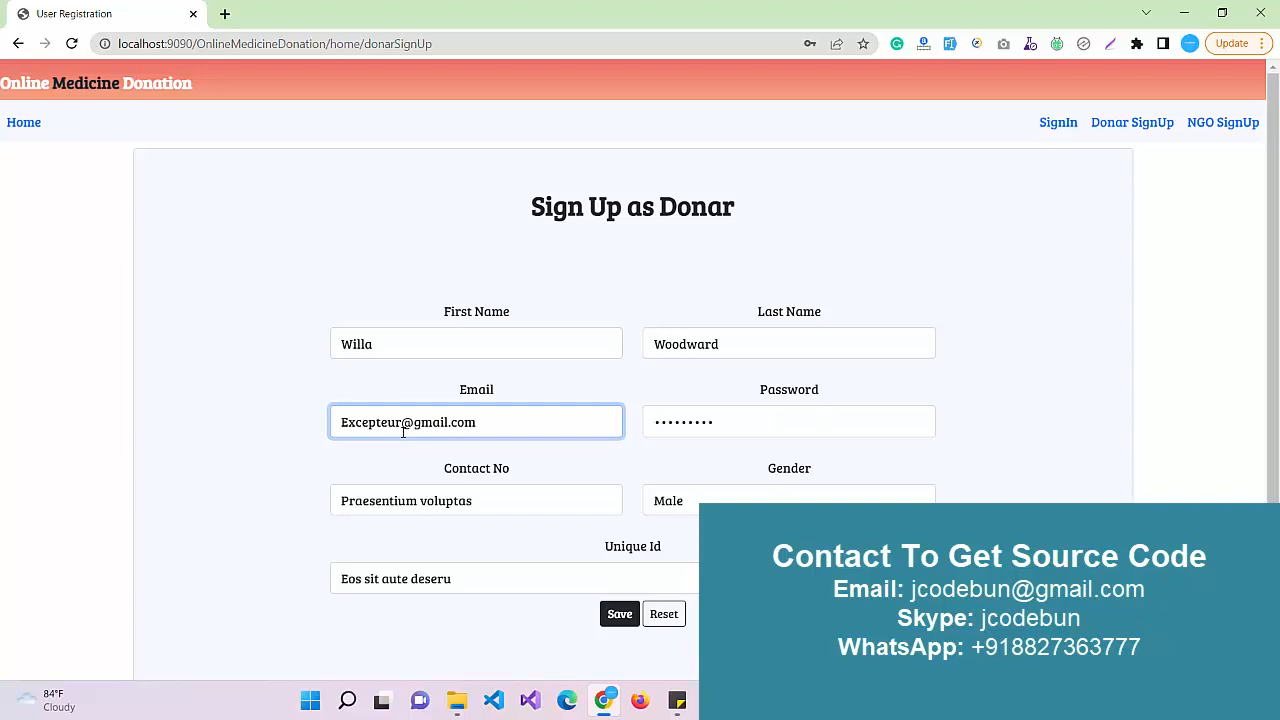 User Registration
localhost:9090/OnlineMedicineDonation/home/donarSignUp
Update
Online Medicine Donation
Home
SignIn Donar SignUp NGO SignUp
Sign Up as Donar
First Name Last Name
Willa Woodward
Email Password
Excepteur@gmail.com •••••••••
Contact No Gender
Praesentium voluptas Male
Unique Id
Eos sit aute deseru
Save Reset
Contact To Get Source Code
Email: jcodebun@gmail.com
Skype: jcodebun
WhatsApp: +918827363777
84°F
Cloudy